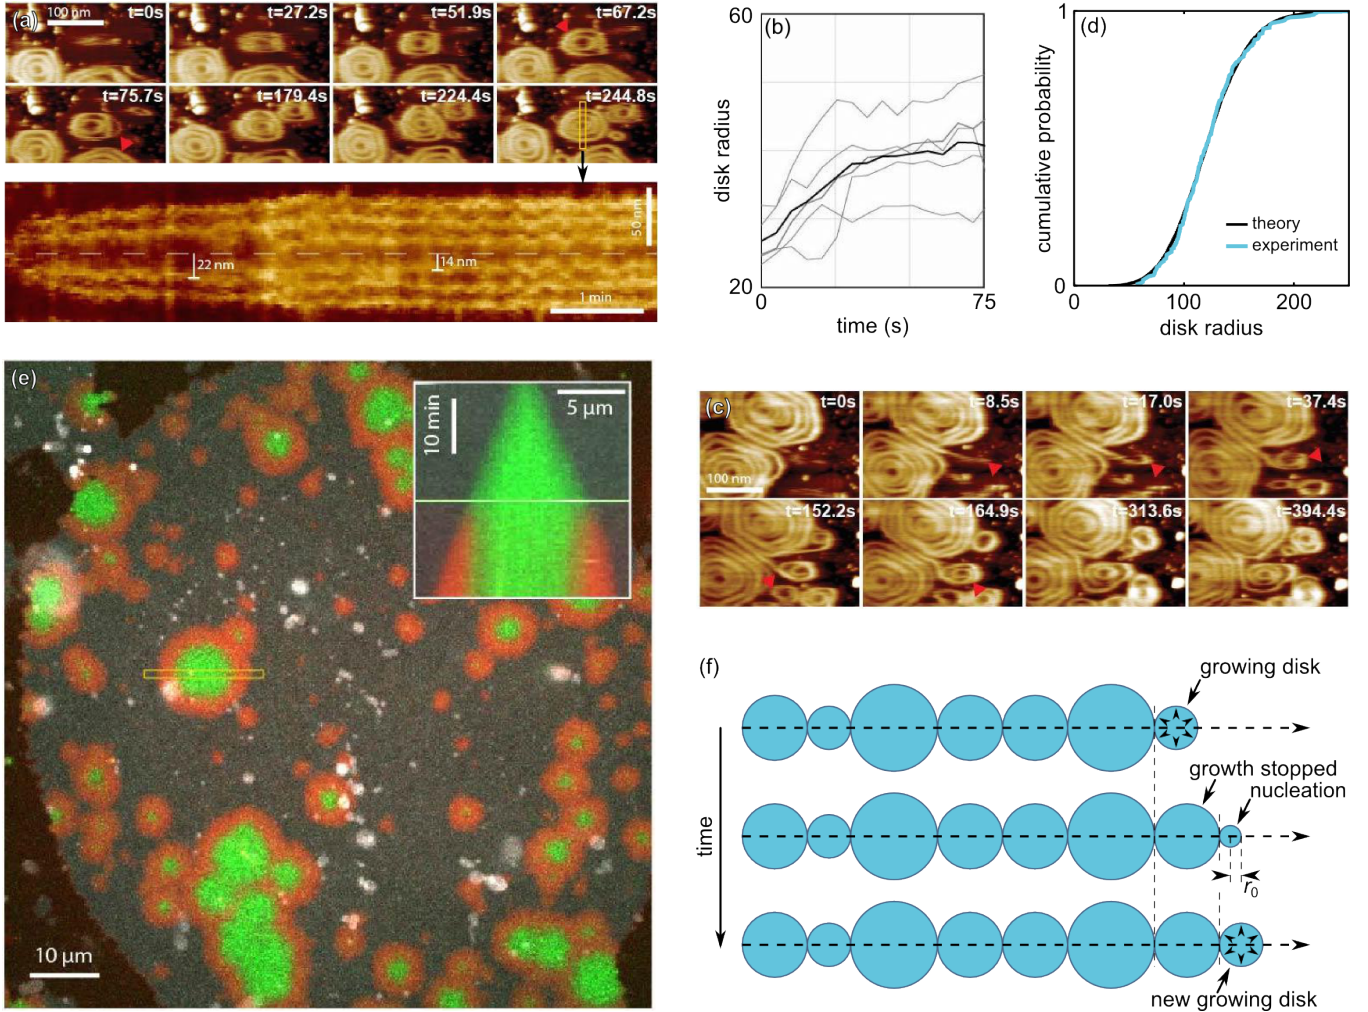 (a)
100 nm
t=0s
t=27.2s
t=51.9s
t=67.2s
t=75.7s
t=179.4s
t=224.4s
t=244.8s
50 nm
22 nm
14 nm
1 min
(b)
60
disk radius
20
0
75
time (s)
(d)
1
cumulative probability
theory
experiment
0
0
100
200
disk radius
(e)
10 min
5 µm
10 µm
(c)
t=0s
t=8.5s
t=17.0s
t=37.4s
100 nm
t=152.2s
t=164.9s
t=313.6s
t=394.4s
(f)
growing disk
growth stopped
nucleation
time
r0
new growing disk